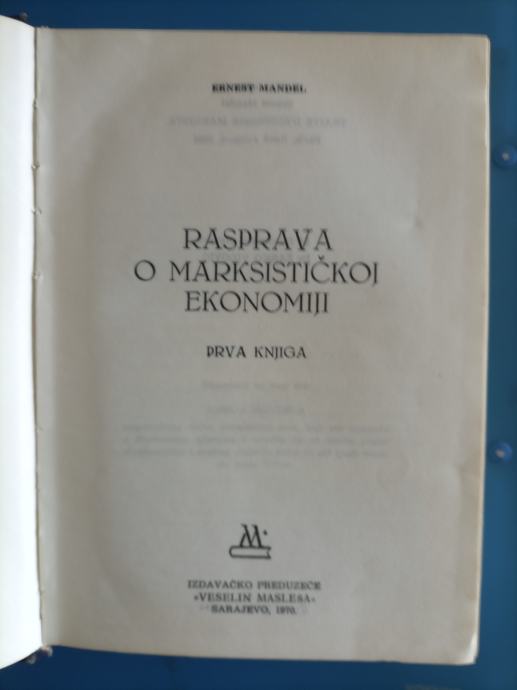 ERNEST MANDEL
RASPRAVA
O MARKSISTIČKOJ
EKONOMIJI
PRVA KNJIGA
M
IZDAVAČKO PREDUZEĆE
»VESELIN MASLEŠA«
SARAJEVO, 1970.